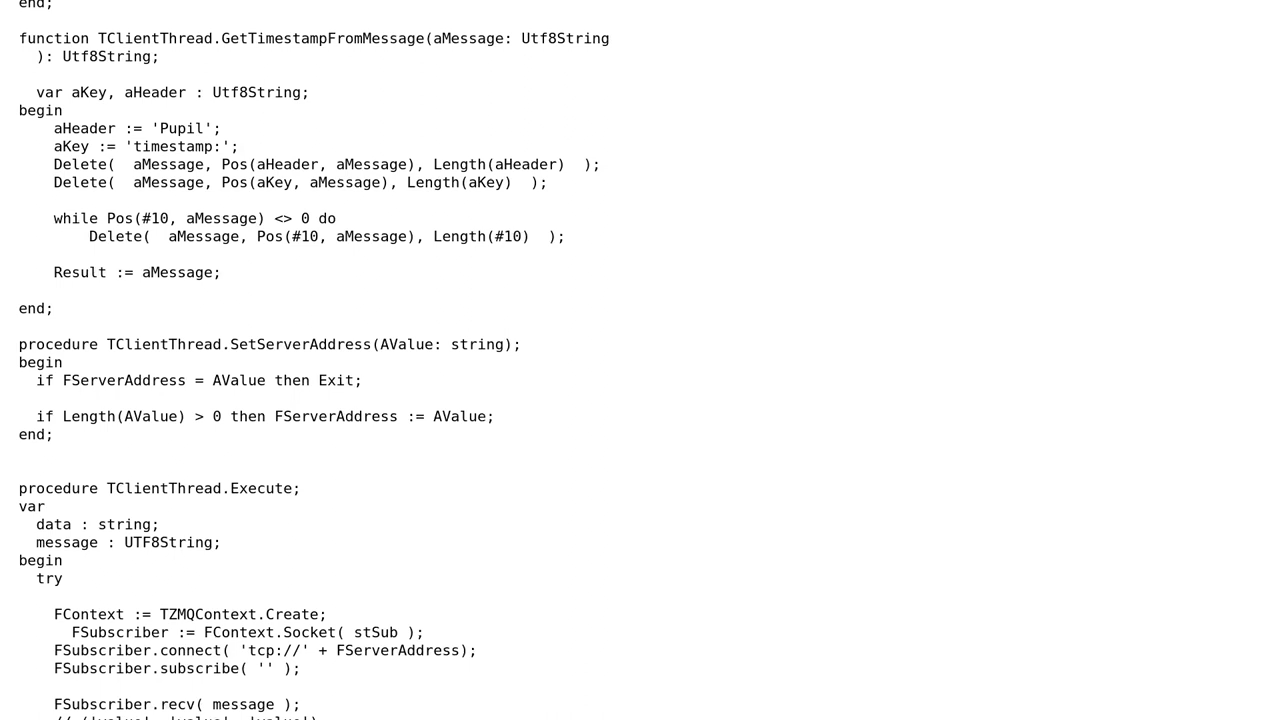 end;
function TClientThread.GetTimestampFromMessage(aMessage: Utf8String
  ): Utf8String;
  var aKey, aHeader : Utf8String;
begin
    aHeader := 'Pupil';
    aKey := 'timestamp:';
    Delete(  aMessage, Pos(aHeader, aMessage), Length(aHeader)  );
    Delete(  aMessage, Pos(aKey, aMessage), Length(aKey)  );
    while Pos(#10, aMessage) <> 0 do
        Delete(  aMessage, Pos(#10, aMessage), Length(#10)  );
    Result := aMessage;
end;
procedure TClientThread.SetServerAddress(AValue: string);
begin
  if FServerAddress = AValue then Exit;
  if Length(AValue) > 0 then FServerAddress := AValue;
end;
procedure TClientThread.Execute;
var
  data : string;
  message : UTF8String;
begin
  try
    FContext := TZMQContext.Create;
      FSubscriber := FContext.Socket( stSub );
    FSubscriber.connect( 'tcp://' + FServerAddress);
    FSubscriber.subscribe( '' );
    FSubscriber.recv( message );
    // ('value', 'value', 'value')